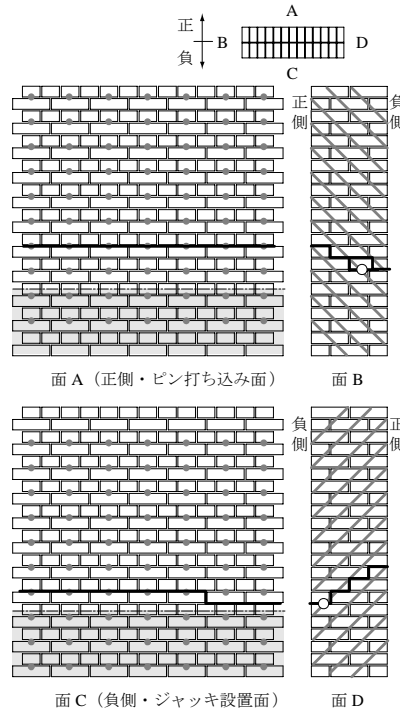 正
負
A
B
D
C
正側
負側
面 A（正側・ピン打ち込み面）
面 B
負側
正側
面 C（負側・ジャッキ設置面）
面 D